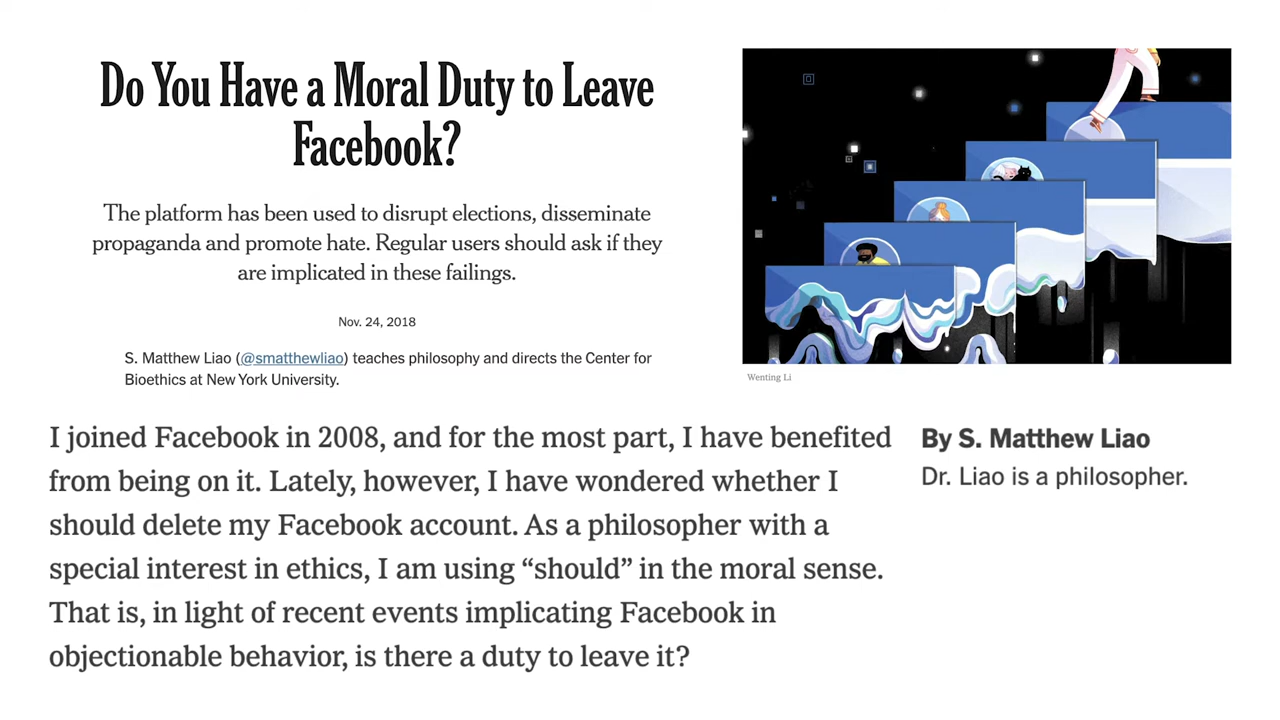 Do You Have a Moral Duty to Leave
Facebook?
The platform has been used to disrupt elections, disseminate
propaganda and promote hate. Regular users should ask if they
are implicated in these failings.
Nov. 24, 2018
S. Matthew Liao (@smatthewliao) teaches philosophy and directs the Center for
Bioethics at New York University.
Wenting Li
I joined Facebook in 2008, and for the most part, I have benefited
from being on it. Lately, however, I have wondered whether I
should delete my Facebook account. As a philosopher with a
special interest in ethics, I am using “should” in the moral sense.
That is, in light of recent events implicating Facebook in
objectionable behavior, is there a duty to leave it?
By S. Matthew Liao
Dr. Liao is a philosopher.